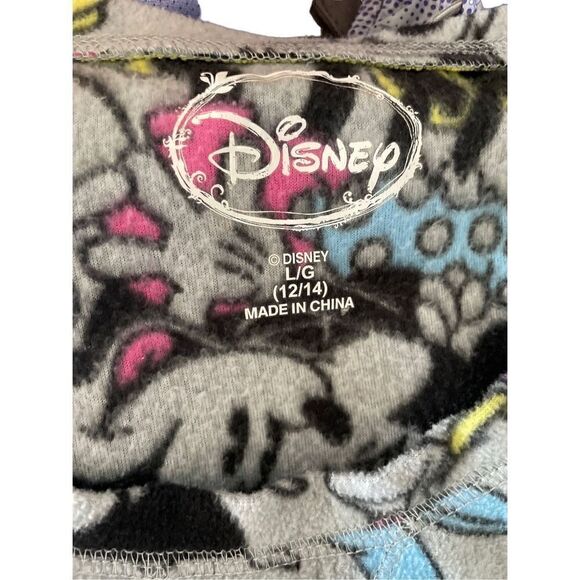 Disney
© DISNEY
L/G
(12/14)
MADE IN CHINA